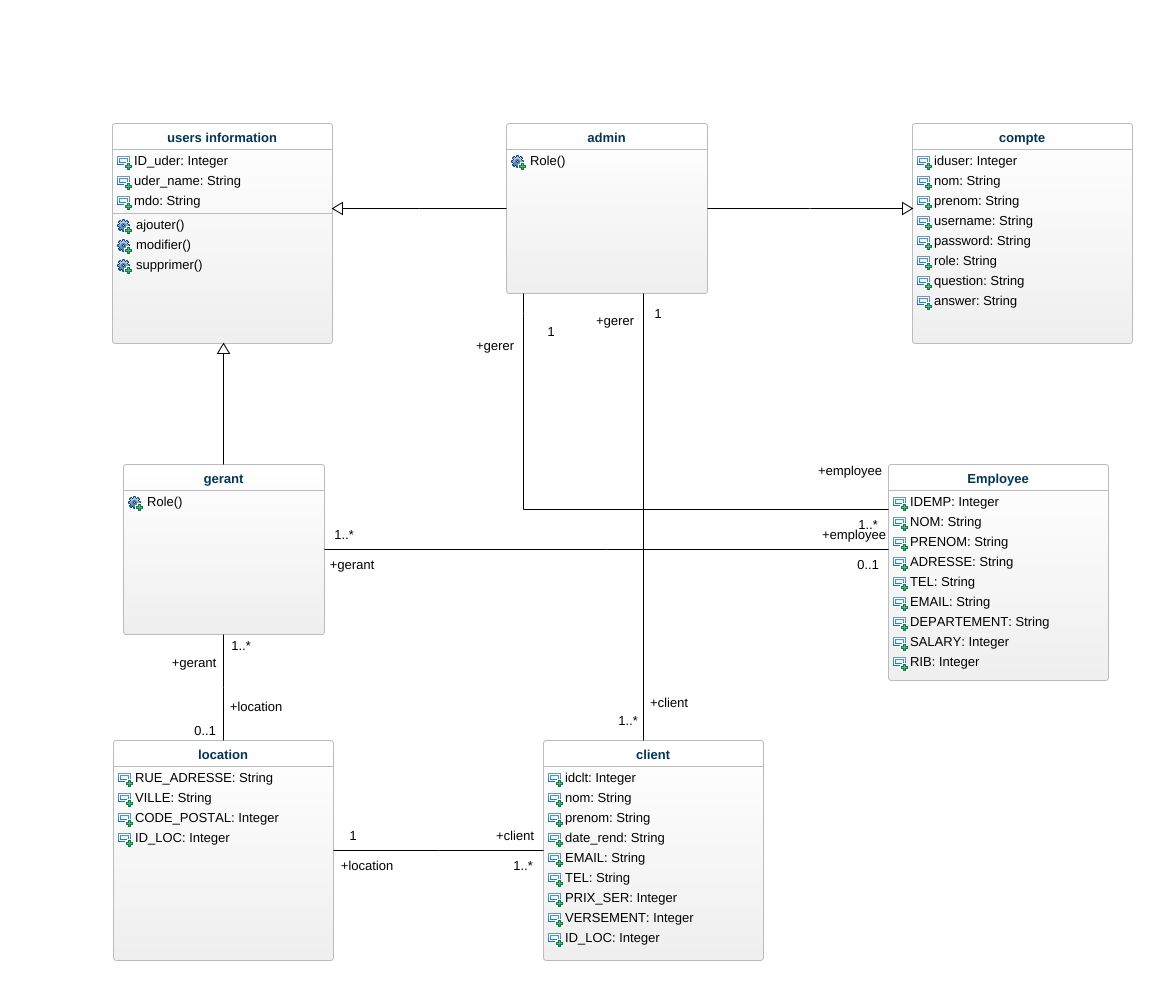 users information
ID_uder: Integer
uder_name: String
mdo: String
ajouter()
modifier()
supprimer()
admin
Role()
compte
iduser: Integer
nom: String
prenom: String
username: String
password: String
role: String
question: String
answer: String
1
+gerer
+gerer
1
gerant
Role()
+employee
1..*
Employee
IDEMP: Integer
NOM: String
PRENOM: String
ADRESSE: String
TEL: String
EMAIL: String
DEPARTEMENT: String
SALARY: Integer
RIB: Integer
1..*
+gerant
+employee
0..1
1..*
+gerant
+location
0..1
+client
1..*
location
RUE_ADRESSE: String
VILLE: String
CODE_POSTAL: Integer
ID_LOC: Integer
1
+location
+client
1..*
client
idclt: Integer
nom: String
prenom: String
date_rend: String
EMAIL: String
TEL: String
PRIX_SER: Integer
VERSEMENT: Integer
ID_LOC: Integer